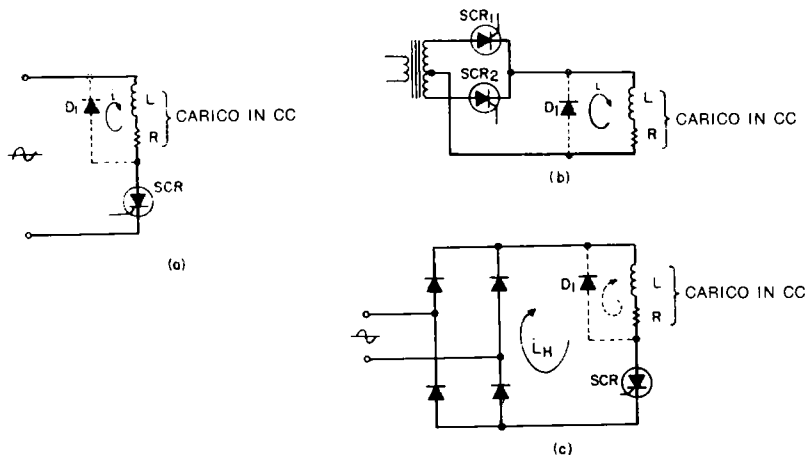 D1
L
L
R
CARICO IN CC
SCR
(a)
SCR1
SCR2
D1
L
L
R
CARICO IN CC
(b)
D1
L
R
CARICO IN CC
iH
SCR
(c)